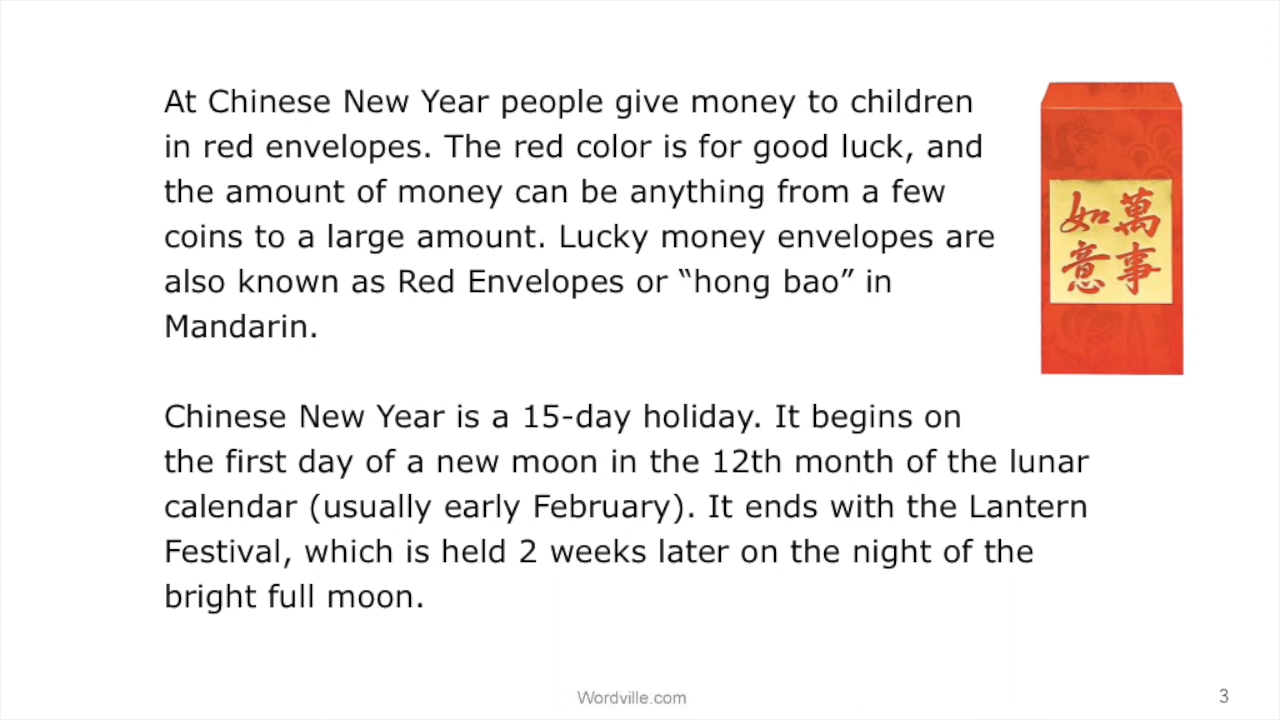 At Chinese New Year people give money to children
in red envelopes. The red color is for good luck, and
the amount of money can be anything from a few
coins to a large amount. Lucky money envelopes are
also known as Red Envelopes or “hong bao” in
Mandarin.
萬事
如意
Chinese New Year is a 15-day holiday. It begins on
the first day of a new moon in the 12th month of the lunar
calendar (usually early February). It ends with the Lantern
Festival, which is held 2 weeks later on the night of the
bright full moon.
Wordville.com
3